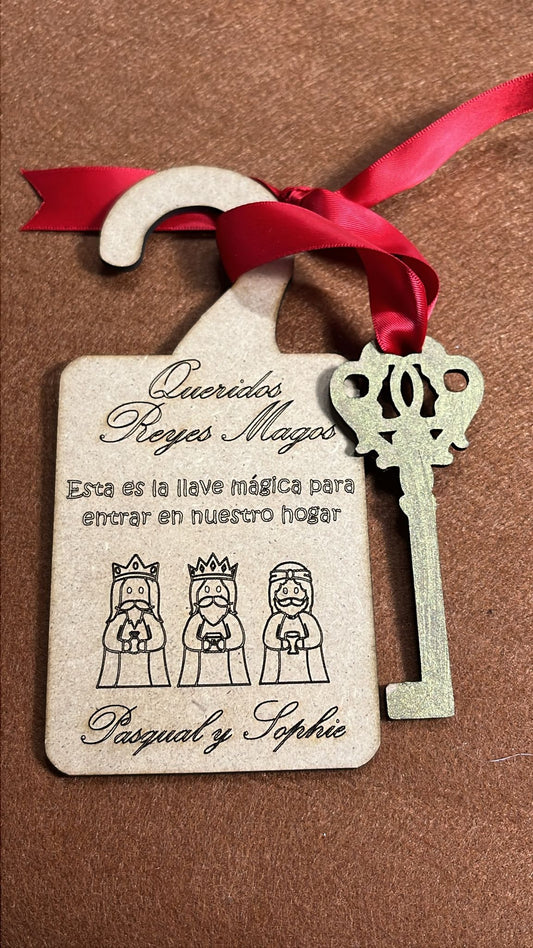 Queridos
Reyes Magos
Esta es la llave mágica para
entrar en nuestro hogar
Pasqual y Sophie